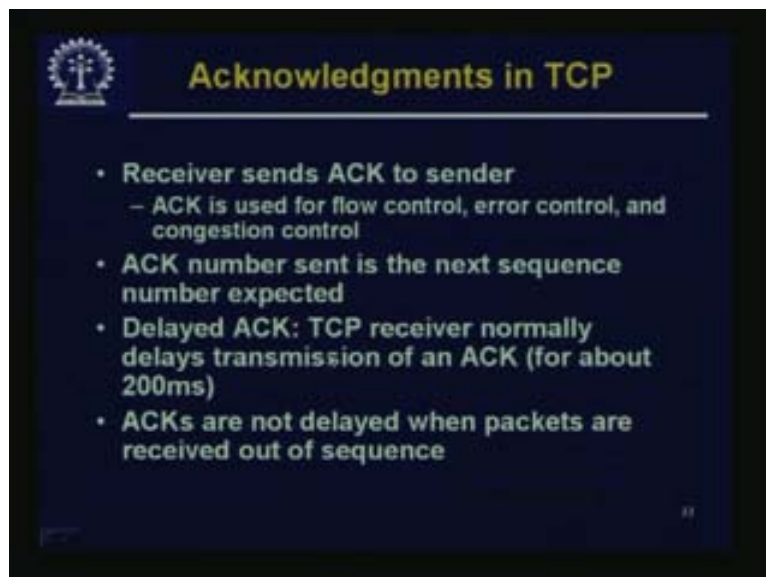 Acknowledgments in TCP
• Receiver sends ACK to sender
– ACK is used for flow control, error control, and
congestion control
• ACK number sent is the next sequence
number expected
• Delayed ACK: TCP receiver normally
delays transmission of an ACK (for about
200ms)
• ACKs are not delayed when packets are
received out of sequence